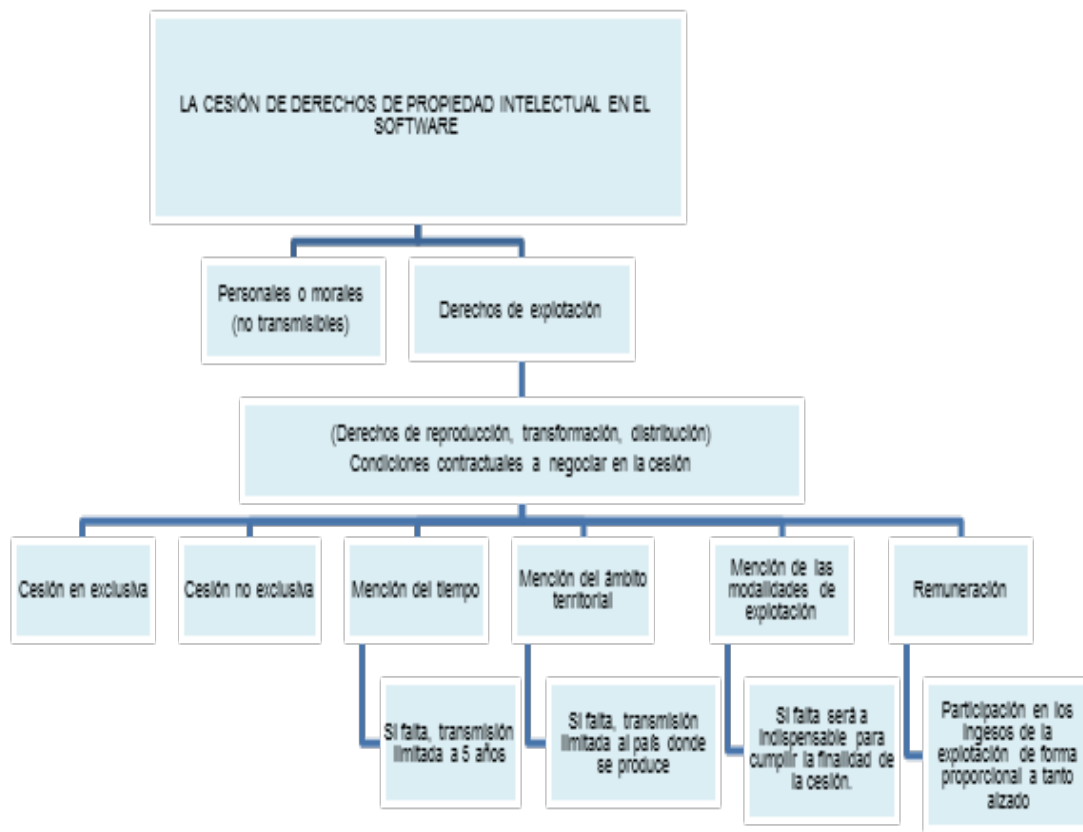 LA CESIÓN DE DERECHOS DE PROPIEDAD INTELECTUAL EN EL
SOFTWARE
Personales o morales
(no transmisibles)
Derechos de explotación
(Derechos de reproducción, transformación, distribución)
Condiciones contractuales a negociar en la cesión
Cesión en exclusiva
Cesión no exclusiva
Mención del tiempo
Mención del ámbito
territorial
Mención de las
modalidades de
explotación
Remuneración
Si falta, transmisión
limitada a 5 años
Si falta, transmisión
limitada al país donde
se produce
Si falta será a
indispensable para
cumplir la finalidad de
la cesión.
Participación en los
ingesos de la
explotación de forma
proporcional a tanto
alzado